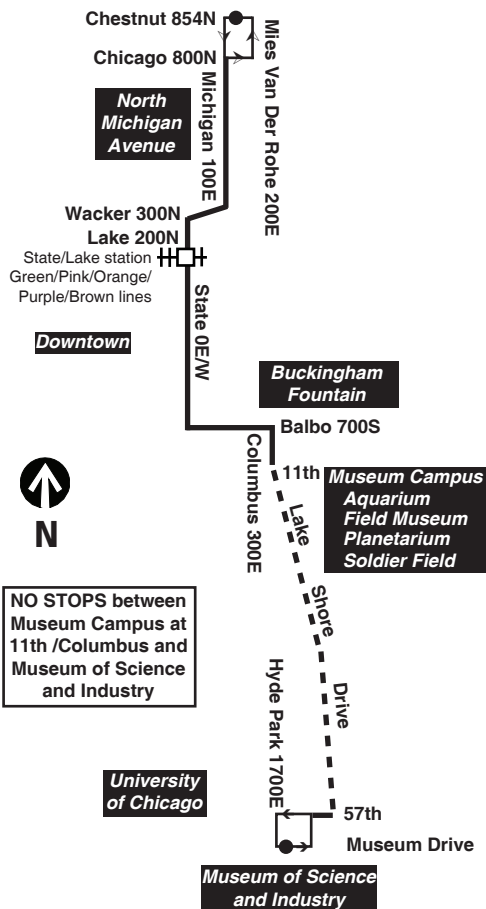 Chestnut 854N
Chicago 800N
Mies Van Der Rohe 200E
North
Michigan
Avenue
Michigan 100E
Wacker 300N
Lake 200N
State/Lake station
Green/Pink/Orange/
Purple/Brown lines
State 0E/W
Downtown
Buckingham
Fountain
Balbo 700S
Columbus 300E
11th
Museum Campus
Aquarium
Field Museum
Planetarium
Soldier Field
N
Lake Shore Drive
NO STOPS between
Museum Campus at
11th /Columbus and
Museum of Science
and Industry
Hyde Park 1700E
University
of Chicago
57th
Museum Drive
Museum of Science
and Industry